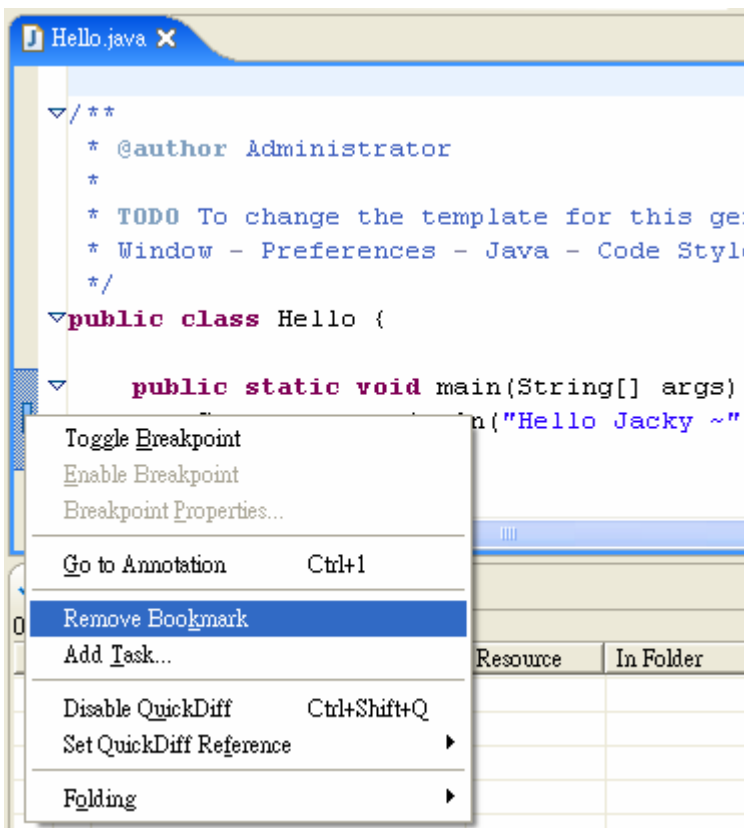 Hello.java
/**
* @author Administrator
*
* TODO To change the template for this ge
* Window - Preferences - Java - Code Style
*/
public class Hello {
public static void main(String[] args)
n("Hello Jacky ~"
Toggle Breakpoint
Enable Breakpoint
Breakpoint Properties...
Go to Annotation Ctrl+1
Remove Bookmark
0
Add Task...
Resource In Folder
Disable QuickDiff Ctrl+Shift+Q
Set QuickDiff Reference
Folding